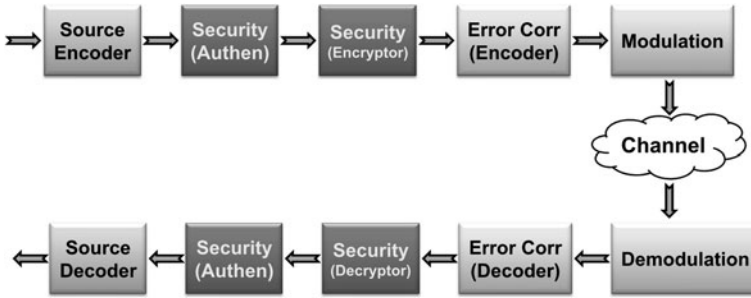 Source
Encoder
Security
(Authen)
Security
(Encryptor)
Error Corr
(Encoder)
Modulation
Channel
Source
Decoder
Security
(Authen)
Security
(Decryptor)
Error Corr
(Decoder)
Demodulation